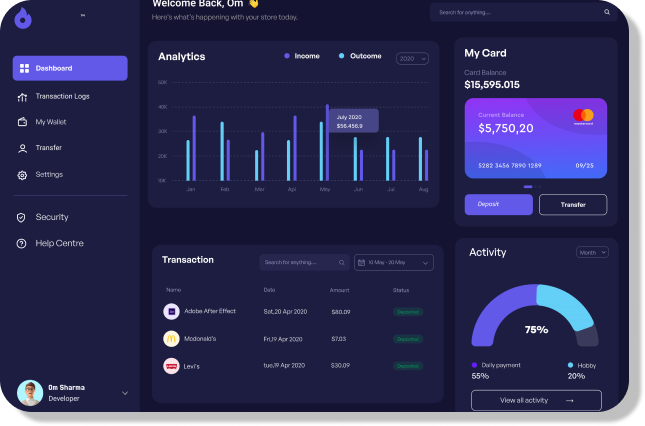 ™
Welcome Back, Om 👋
Here's what's happening with your store today.
Search for anything...
Dashboard
Transaction Logs
My Wallet
Transfer
Settings
Security
Help Centre
Om Sharma
Developer
Analytics
Income
Outcome
2020
50K
40K
30K
20K
10K
July 2020
$56.456.9
Jan
Feb
Mar
Apl
May
Jun
Jul
Aug
My Card
Card Balance
$15,595.015
Current Balance
$5,750,20
mastercard
5282 3456 7890 1289
09/25
Deposit
Transfer
Transaction
Search for anything...
10 May - 20 May
Name
Date
Amount
Status
Adobe After Effect
Sat,20 Apr 2020
$80.09
Deposited
Mcdonald's
Fri,19 Apr 2020
$7.03
Deposited
Levi's
tue,19 Apr 2020
$30.09
Deposited
Activity
Month
75%
Daily payment
55%
Hobby
20%
View all activity →